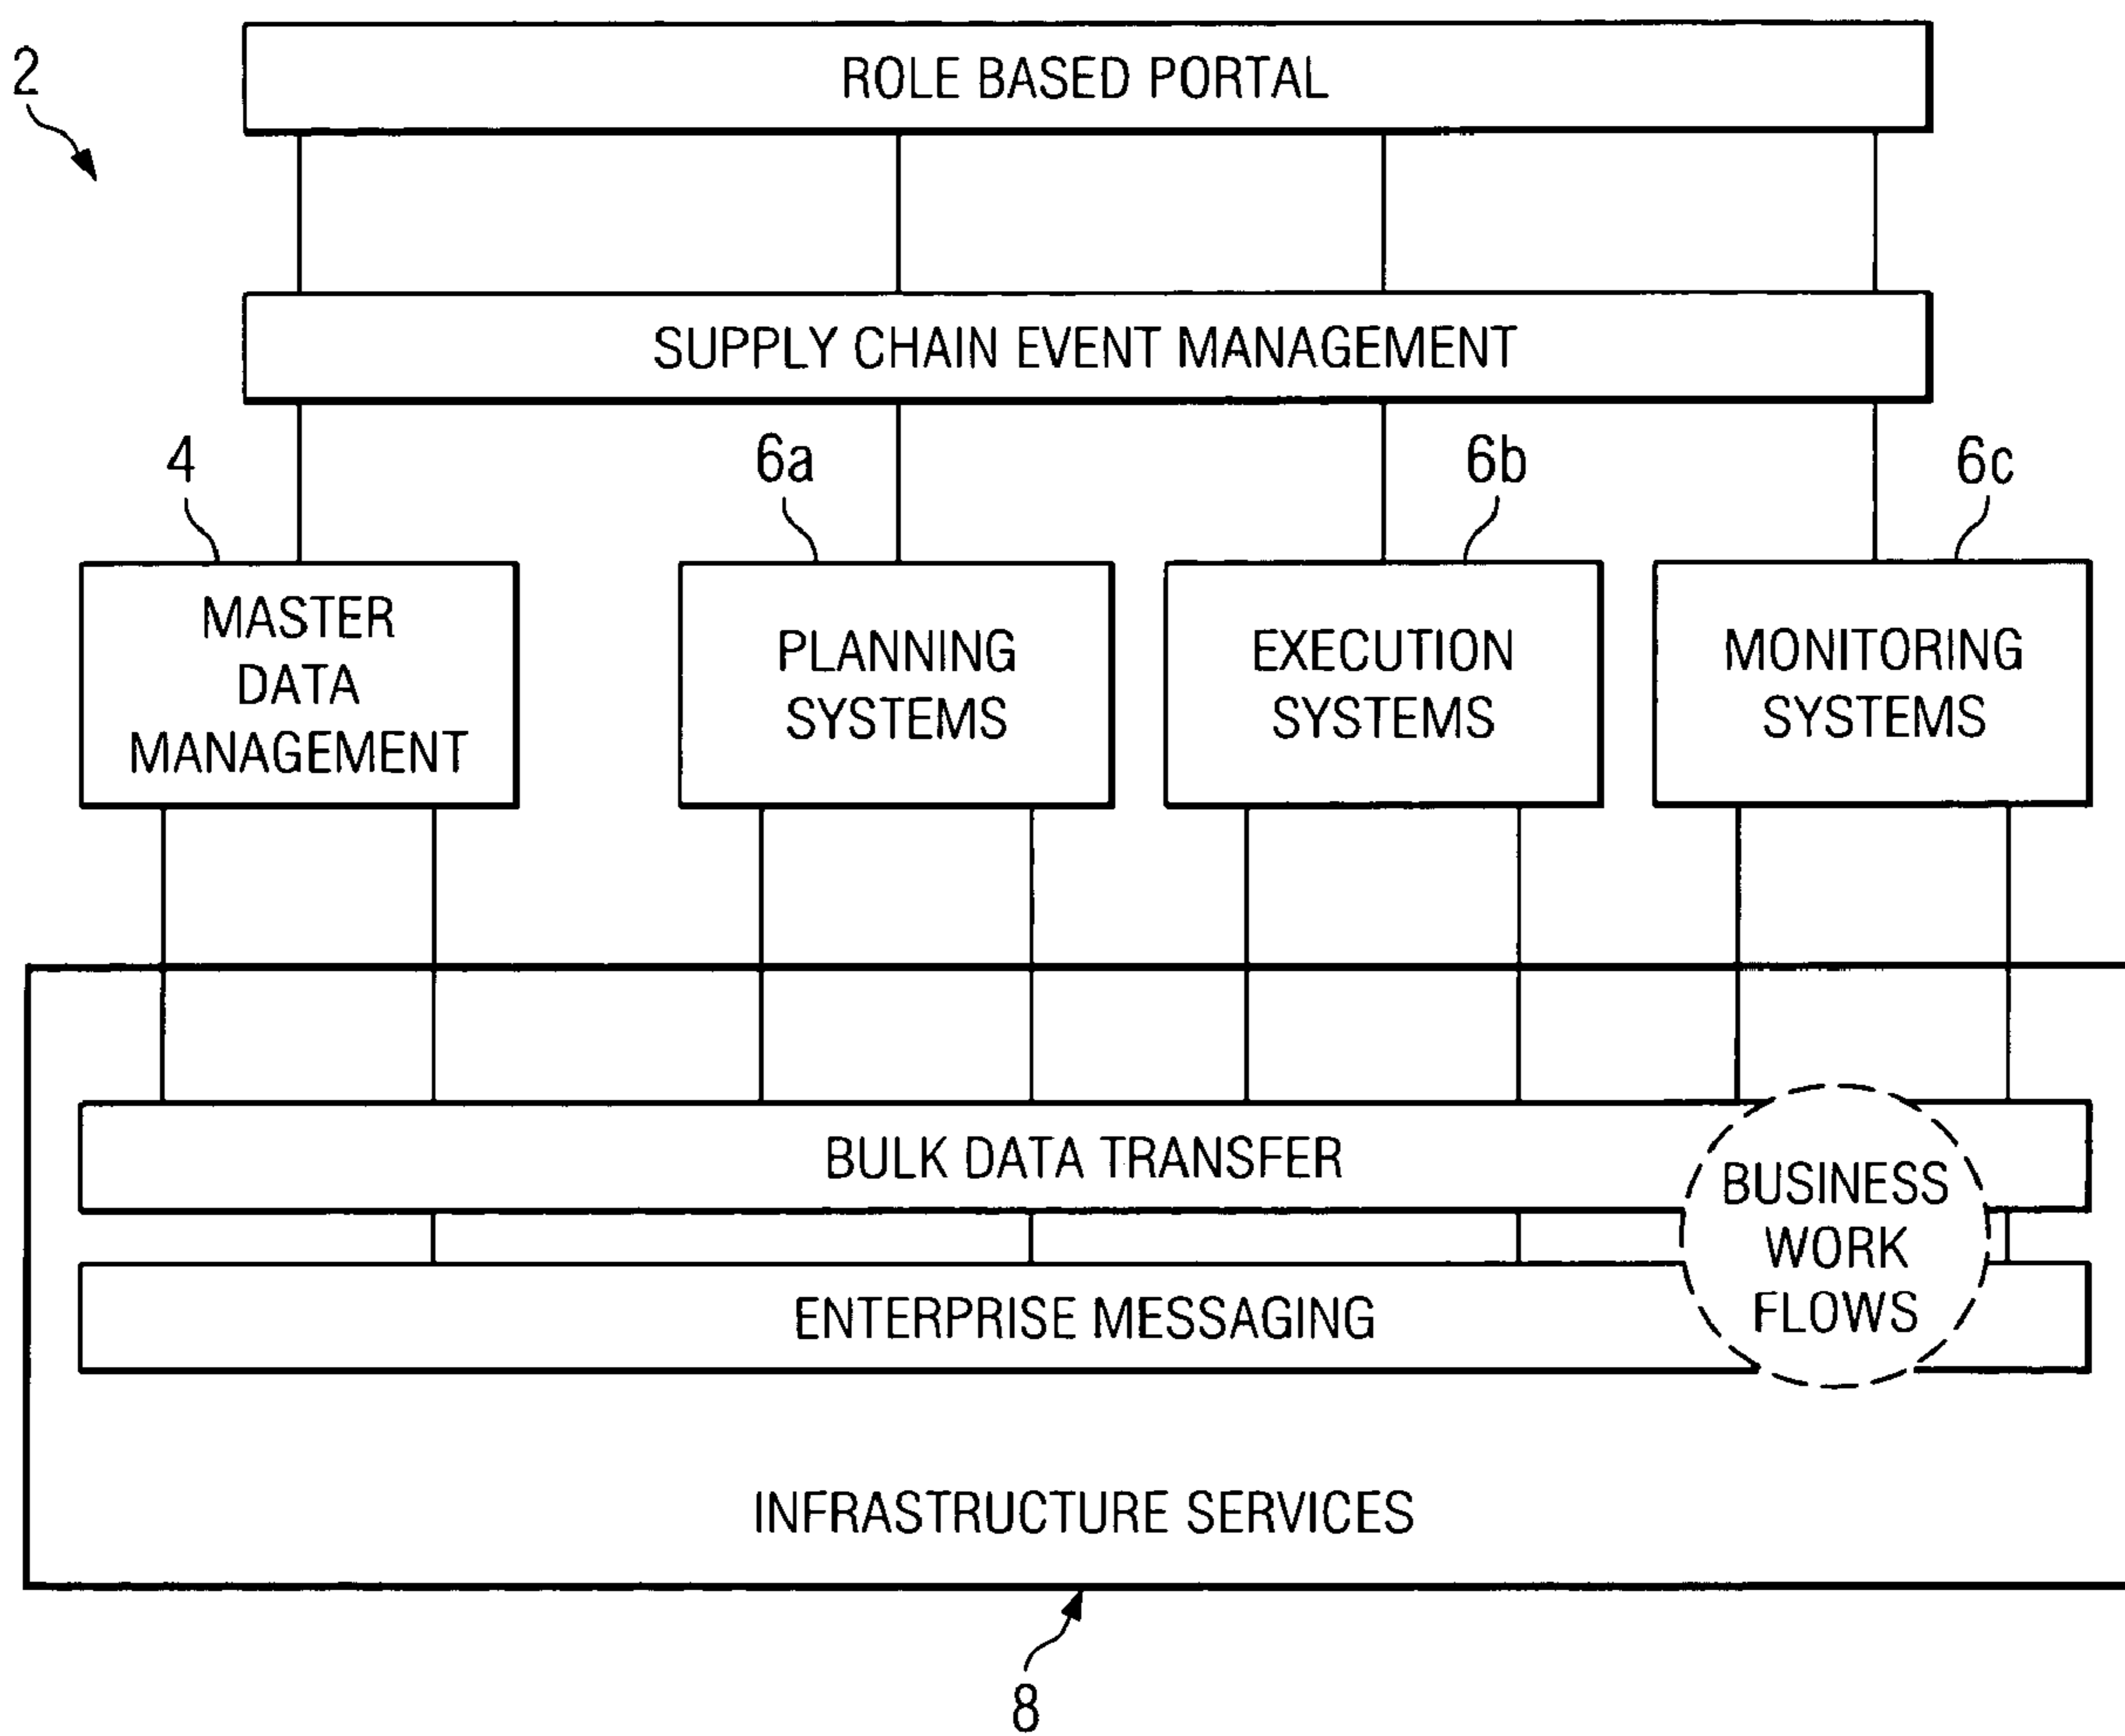 2
ROLE BASED PORTAL
SUPPLY CHAIN EVENT MANAGEMENT
4
6a
6b
6c
MASTER
DATA
MANAGEMENT
PLANNING
SYSTEMS
EXECUTION
SYSTEMS
MONITORING
SYSTEMS
BULK DATA TRANSFER
BUSINESS
WORK
FLOWS
ENTERPRISE MESSAGING
INFRASTRUCTURE SERVICES
8